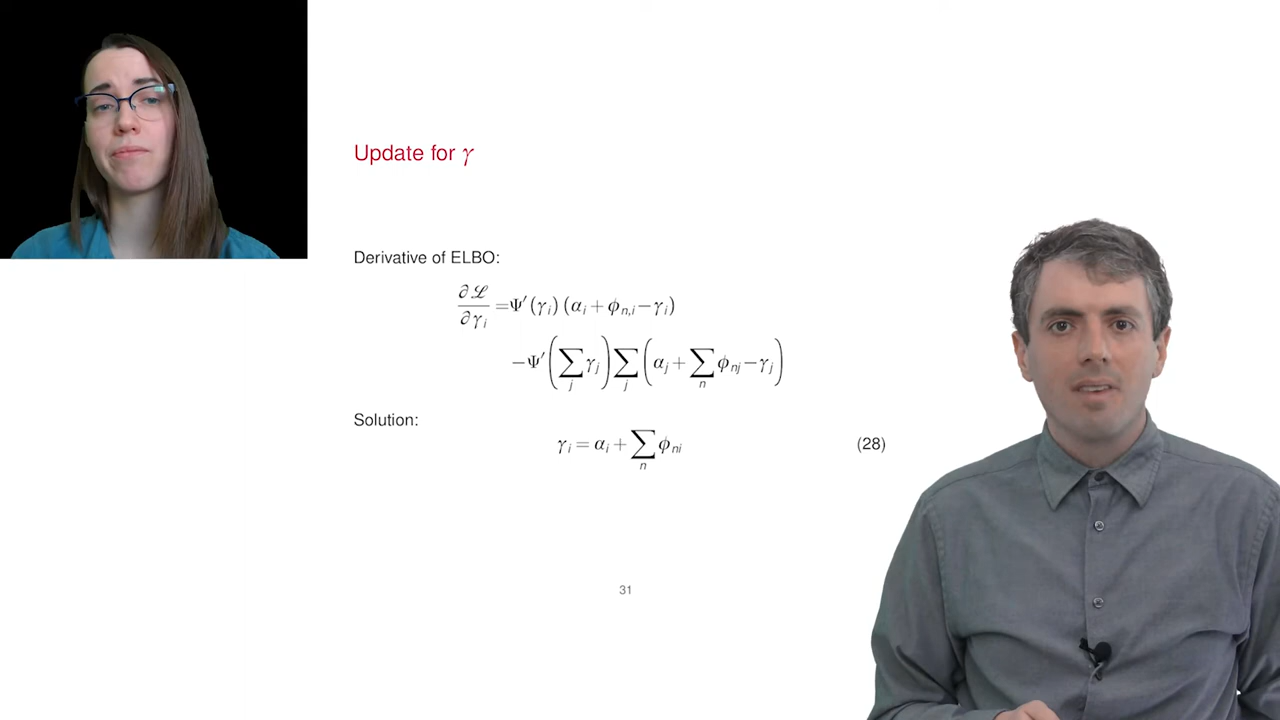 Update for γ
Derivative of ELBO:
∂ℒ/∂γ_i = Ψ′(γ_i)(α_i + ϕ_{n,i} − γ_i)
− Ψ′(∑_j γ_j) ∑_j (α_j + ∑_n ϕ_{nj} − γ_j)
Solution:
γ_i = α_i + ∑_n ϕ_{ni} (28)
31